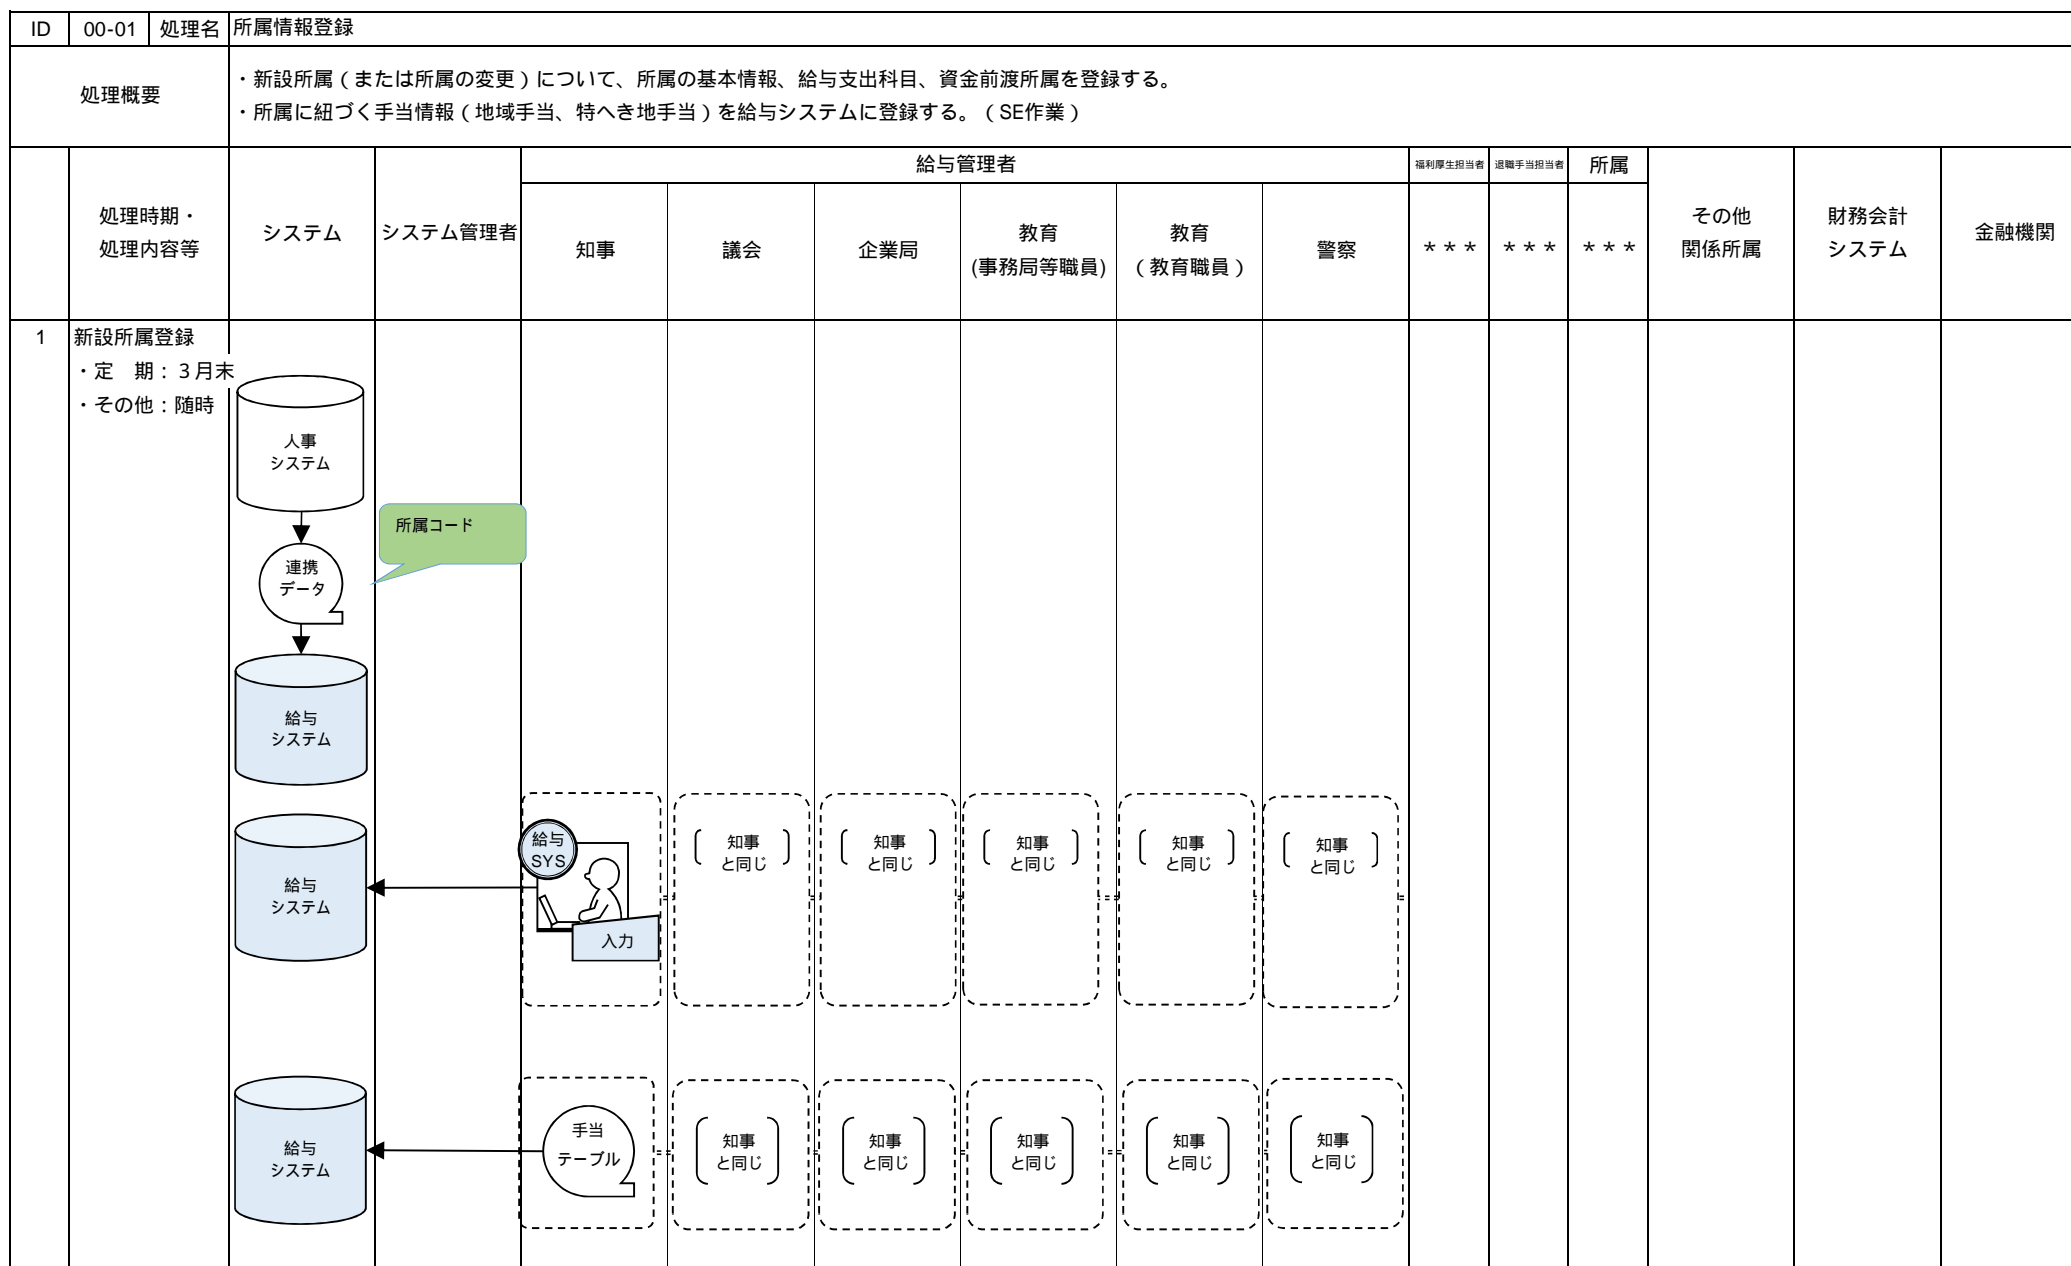 ID 00-01 処理名 所属情報登録
処理概要
・新設所属（または所属の変更）について、所属の基本情報、給与支出科目、資金前渡所属を登録する。
・所属に紐づく手当情報（地域手当、特へき地手当）を給与システムに登録する。（SE作業）
処理時期・
処理内容等
システム
システム管理者
給与管理者
知事
議会
企業局
教育
(事務局等職員)
教育
（教育職員）
警察
福利厚生担当者
＊＊＊
退職手当担当者
＊＊＊
所属
＊＊＊
その他
関係所属
財務会計
システム
金融機関
1
新設所属登録
・定　期：３月末
・その他：随時
人事
システム
所属コード
連携
データ
給与
システム
給与
システム
給与
SYS
入力
知事
と同じ
知事
と同じ
知事
と同じ
知事
と同じ
知事
と同じ
給与
システム
手当
テーブル
知事
と同じ
知事
と同じ
知事
と同じ
知事
と同じ
知事
と同じ